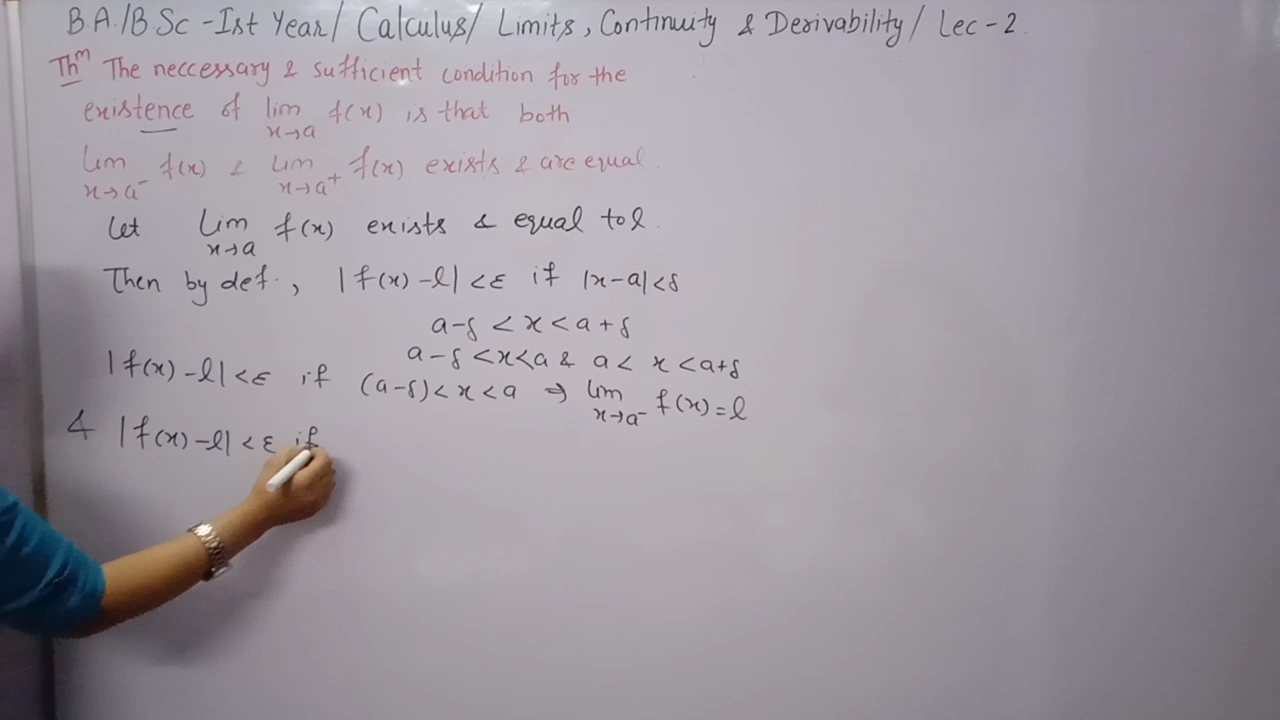 B.A./B.Sc - Ist Year/ Calculus/ Limits, Continuity & Derivability/ Lec-2
Thm The neccessary & sufficient condition for the
existence of lim x→a f(x) is that both
lim x→a⁻ f(x) & lim x→a⁺ f(x) exists & are equal.
Let lim x→a f(x) exists & equal to l.
Then by def., |f(x) - l| < ε if |x-a| < δ
a-δ < x < a+δ
a-δ < x < a & a < x < a+δ
|f(x) - l| < ε if (a-δ) < x < a ⇒ lim x→a⁻ f(x) = l
& |f(x) - l| < ε if